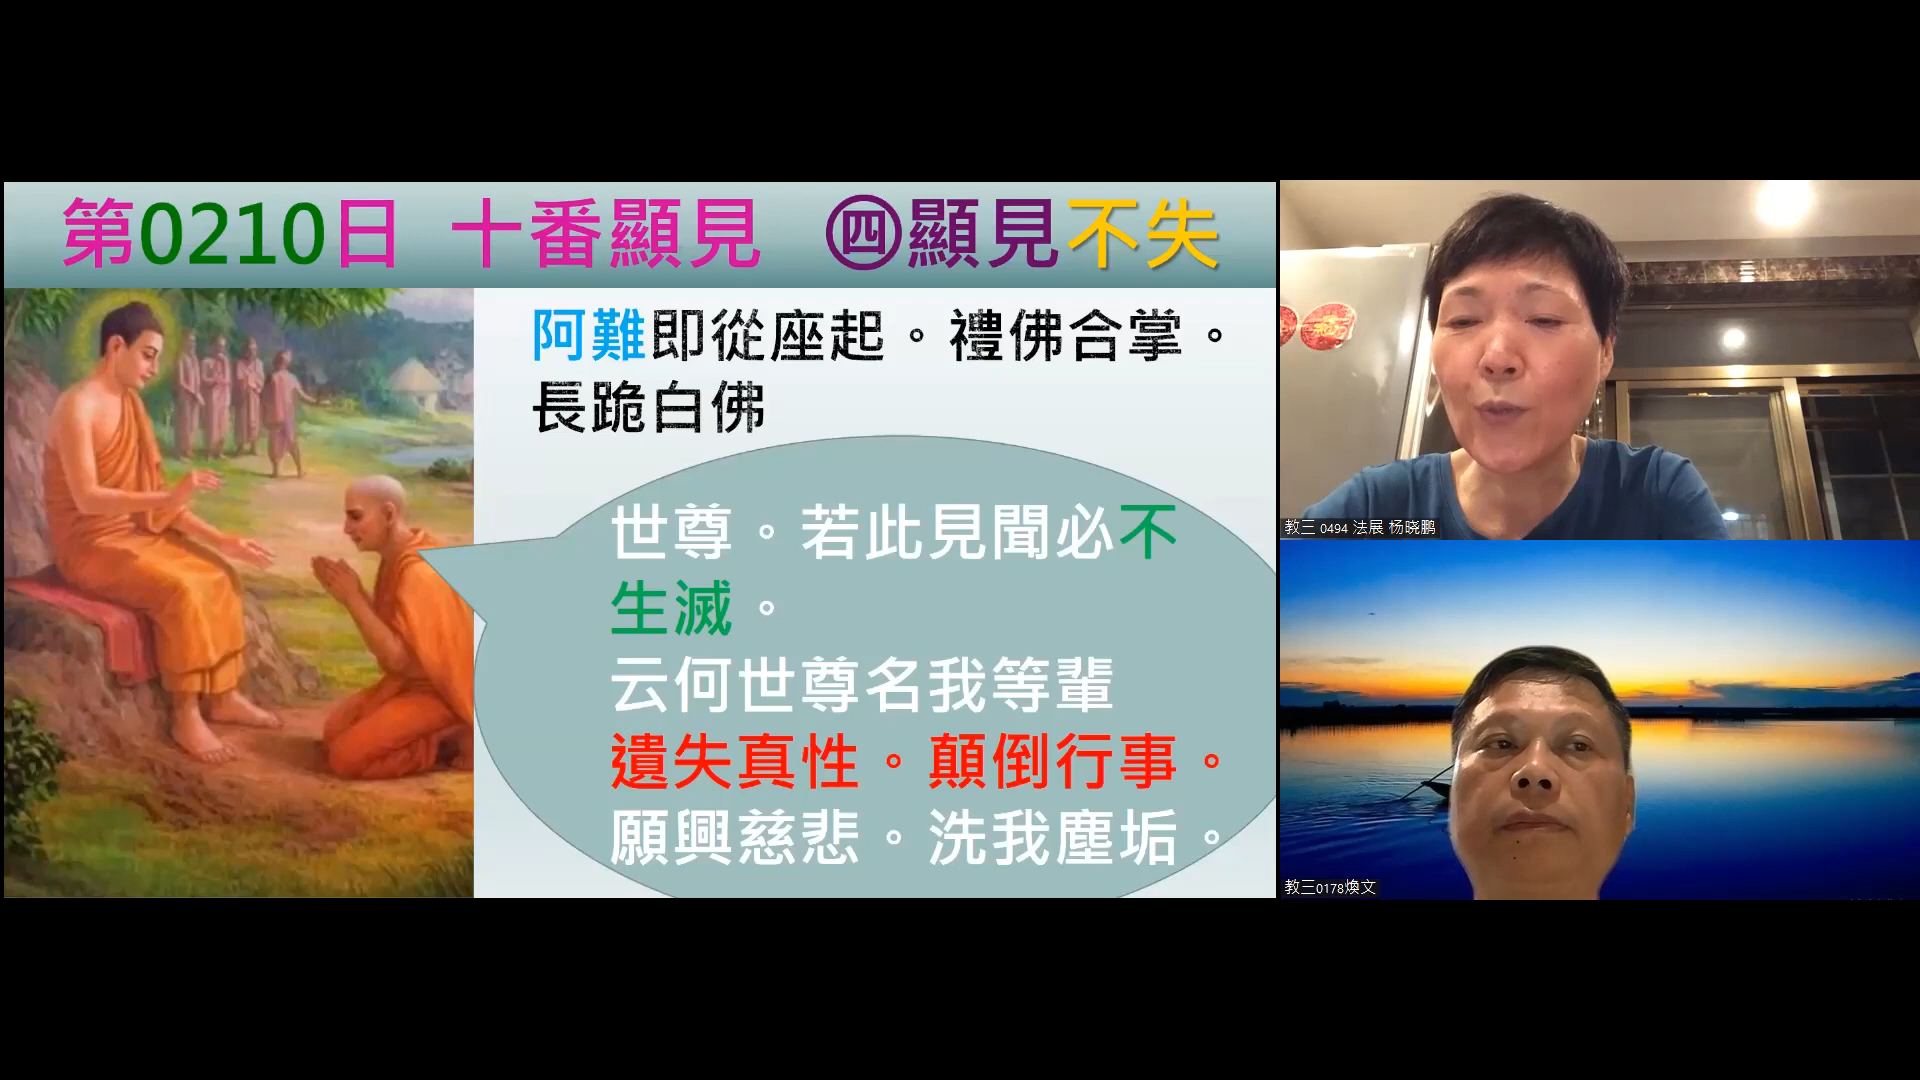 第0210日 十番顯見 ㊃顯見不失
阿難即從座起。禮佛合掌。
長跪白佛
世尊。若此見聞必不
生滅。
云何世尊名我等輩
遺失真性。顛倒行事。
願興慈悲。洗我塵垢。
教三 0494 法展 杨晓鹏
教三0178煥文